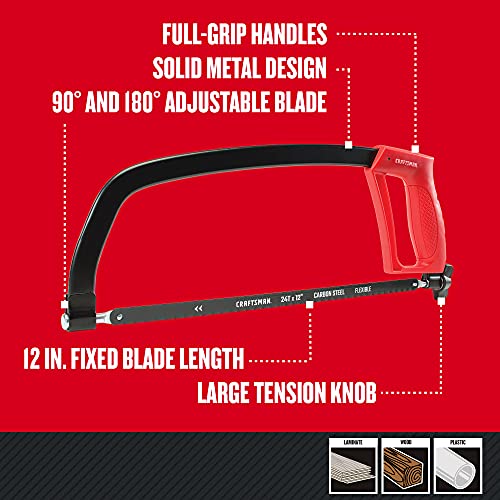 FULL-GRIP HANDLES
SOLID METAL DESIGN
90° AND 180° ADJUSTABLE BLADE
CRAFTSMAN
<< CRAFTSMAN 24T x 12" CARBON STEEL FLEXIBLE
12 IN. FIXED BLADE LENGTH
LARGE TENSION KNOB
LAMINATE WOOD PLASTIC